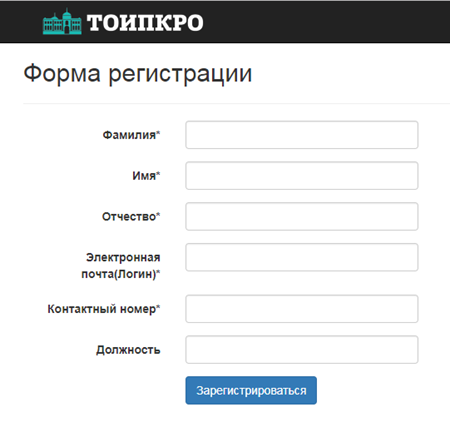 ТОИПКРО
Форма регистрации
Фамилия*
Имя*
Отчество*
Электронная
почта(Логин)*
Контактный номер*
Должность
Зарегистрироваться